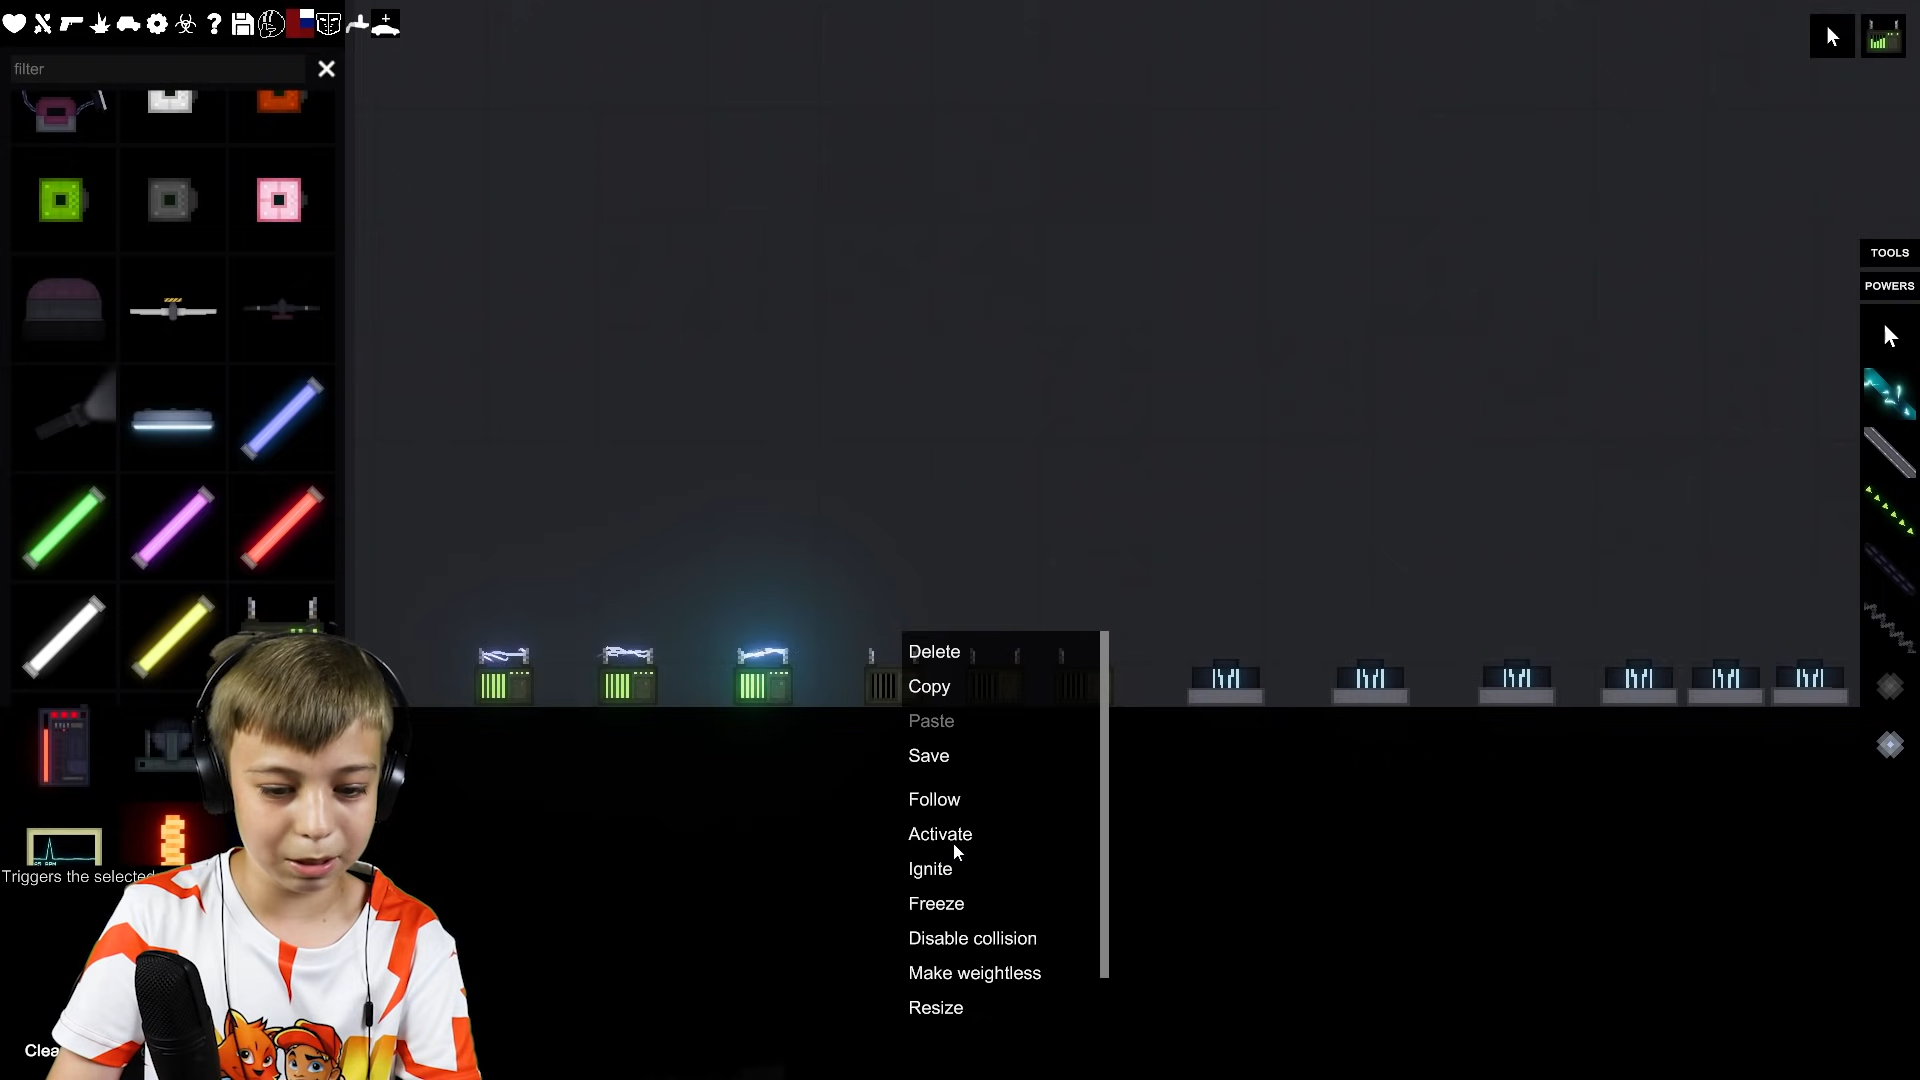 filter
TOOLS
POWERS
Delete
Copy
Paste
Save
Follow
Activate
Ignite
Freeze
Disable collision
Make weightless
Resize
Triggers the selected